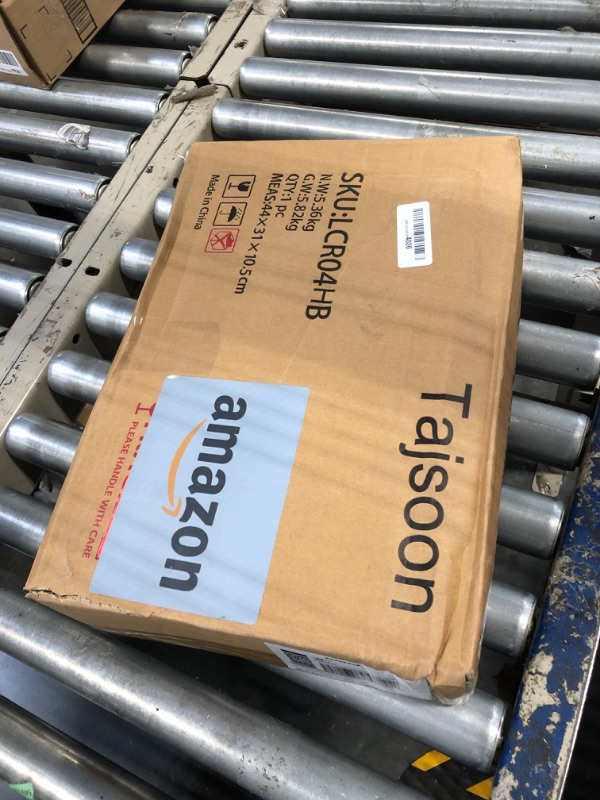 SKU:LCR04HB
N.W:5.36kg
G.W:5.82kg
QTY:1 pc
MEAS:44×31×10.5cm
Made in China
4026
Tajsoon
amazon
PLEASE HANDLE WITH CARE